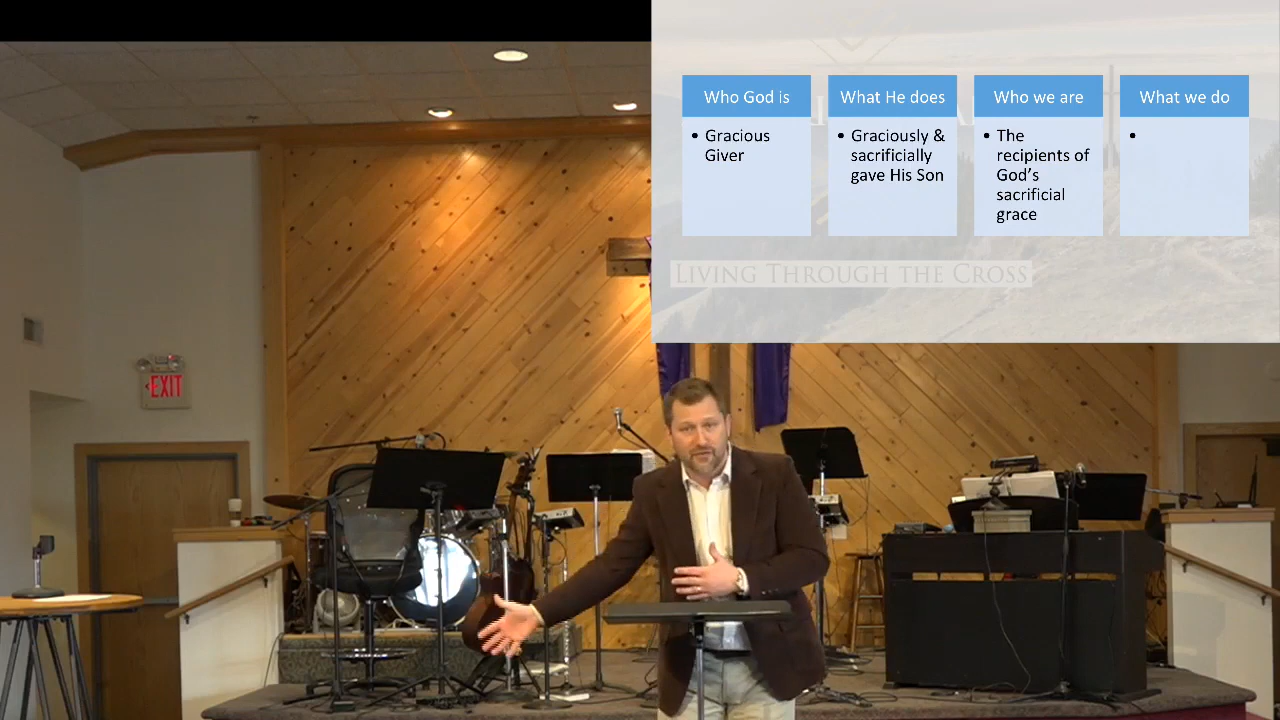 Who God is
• Gracious
Giver
What He does
• Graciously &
sacrificially
gave His Son
Who we are
• The
recipients of
God's
sacrificial
grace
What we do
•
LIVING THROUGH THE CROSS
EXIT